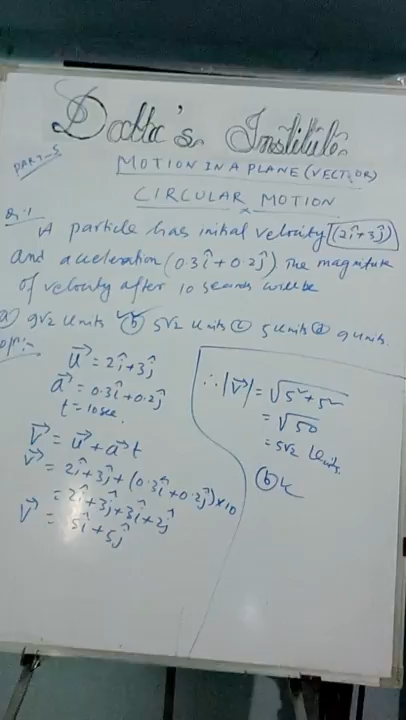 Dodha's Institute
PART-5
MOTION IN A PLANE (VECTOR)
CIRCULAR MOTION
Q.1
A particle has initial velocity (2î+3ĵ)
and acceleration (0.3î+0.2ĵ) The magnitude
of velocity after 10 seconds will be
a) 9√2 units b) 5√2 units c) 5 units d) 9 units.
u⃗ = 2î+3ĵ
a⃗ = 0.3î+0.2ĵ
t = 10 sec.
v⃗ = u⃗ + a⃗ t
v⃗ = 2î+3ĵ + (0.3î+0.2ĵ) × 10
= 2î+3ĵ+3î+2ĵ
v⃗ = 5î+5ĵ
∴ |v⃗| = √5²+5²
= √50
= 5√2 units.
(b)